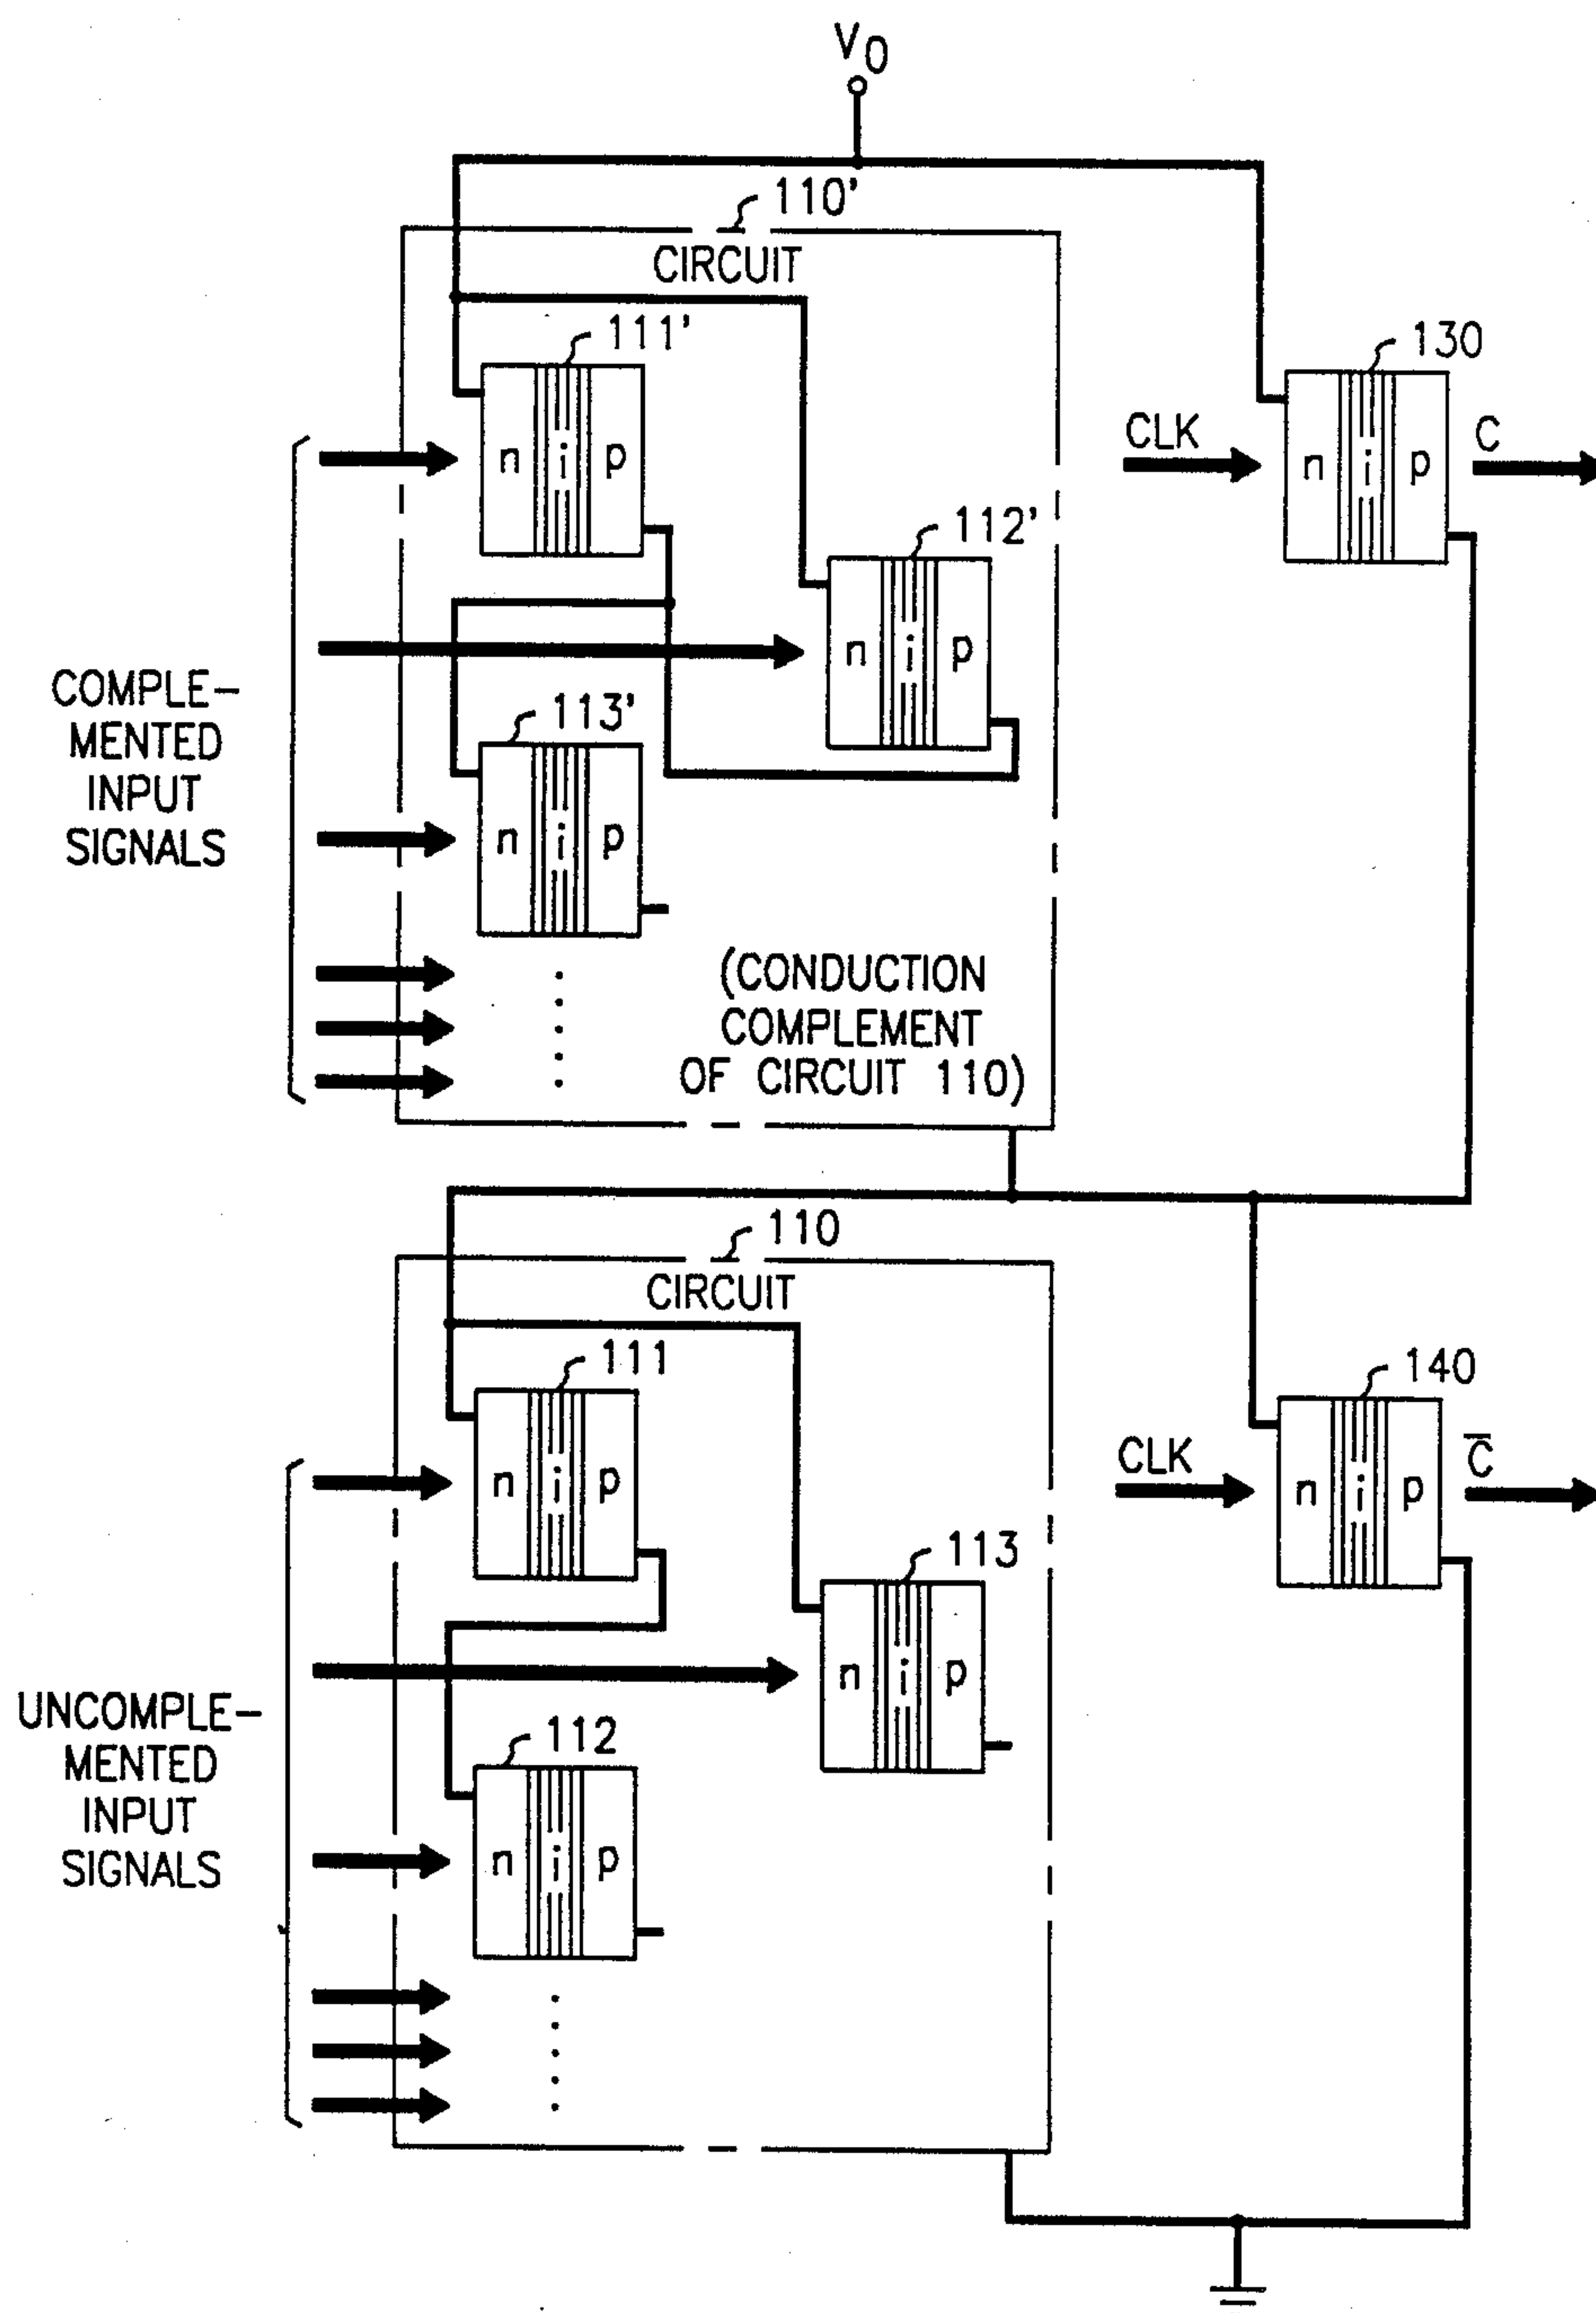 V0
110'
CIRCUIT
111'
130
CLK
C
n i p
n i p
112'
n i p
COMPLE-
MENTED
INPUT
SIGNALS
113'
n i p
(CONDUCTION
COMPLEMENT
OF CIRCUIT 110)
110
CIRCUIT
111
140
CLK
C̅
n i p
n i p
113
n i p
UNCOMPLE-
MENTED
INPUT
SIGNALS
112
n i p